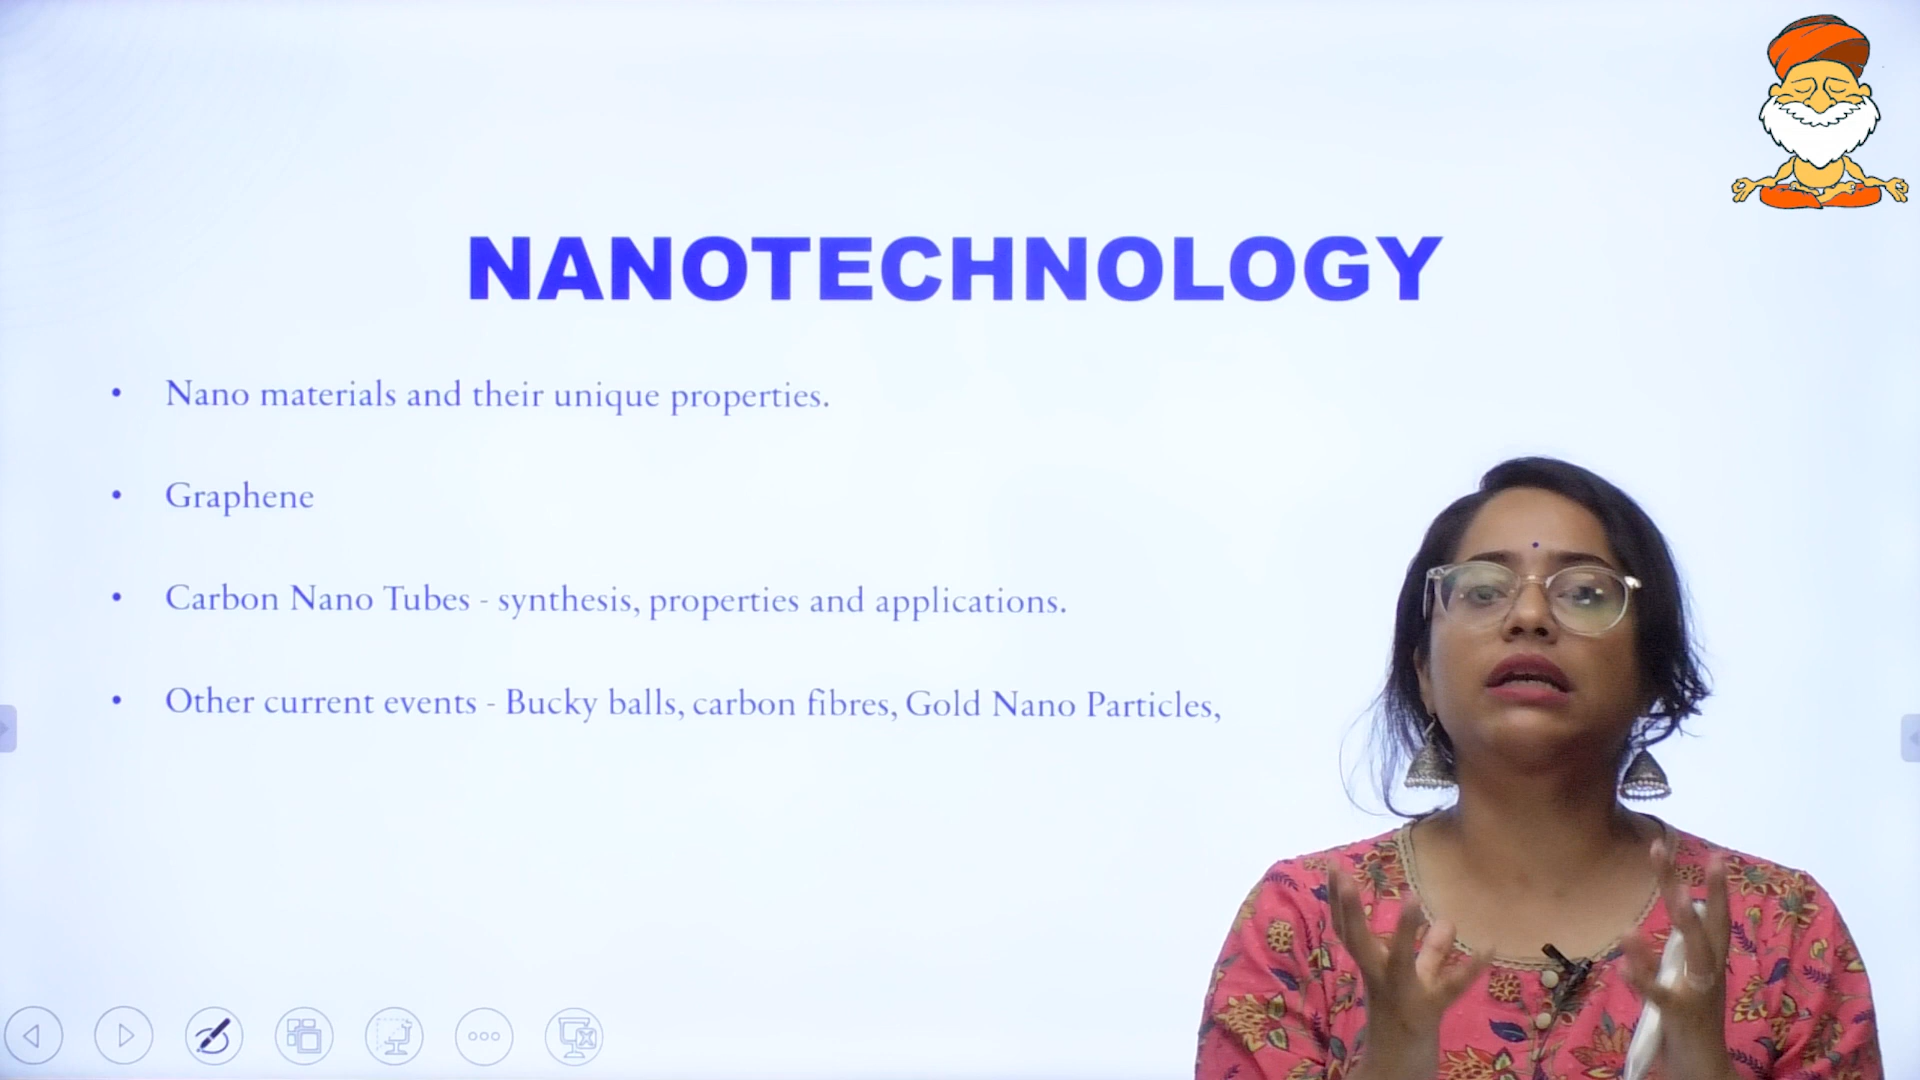 NANOTECHNOLOGY
• Nano materials and their unique properties.
• Graphene
• Carbon Nano Tubes - synthesis, properties and applications.
• Other current events - Bucky balls, carbon fibres, Gold Nano Particles,